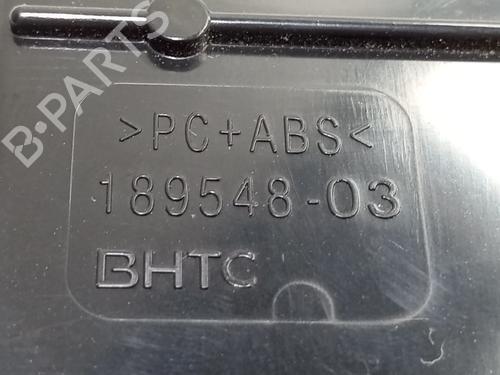 B-PARTS
>PC+ABS<
189548-03
BHTC